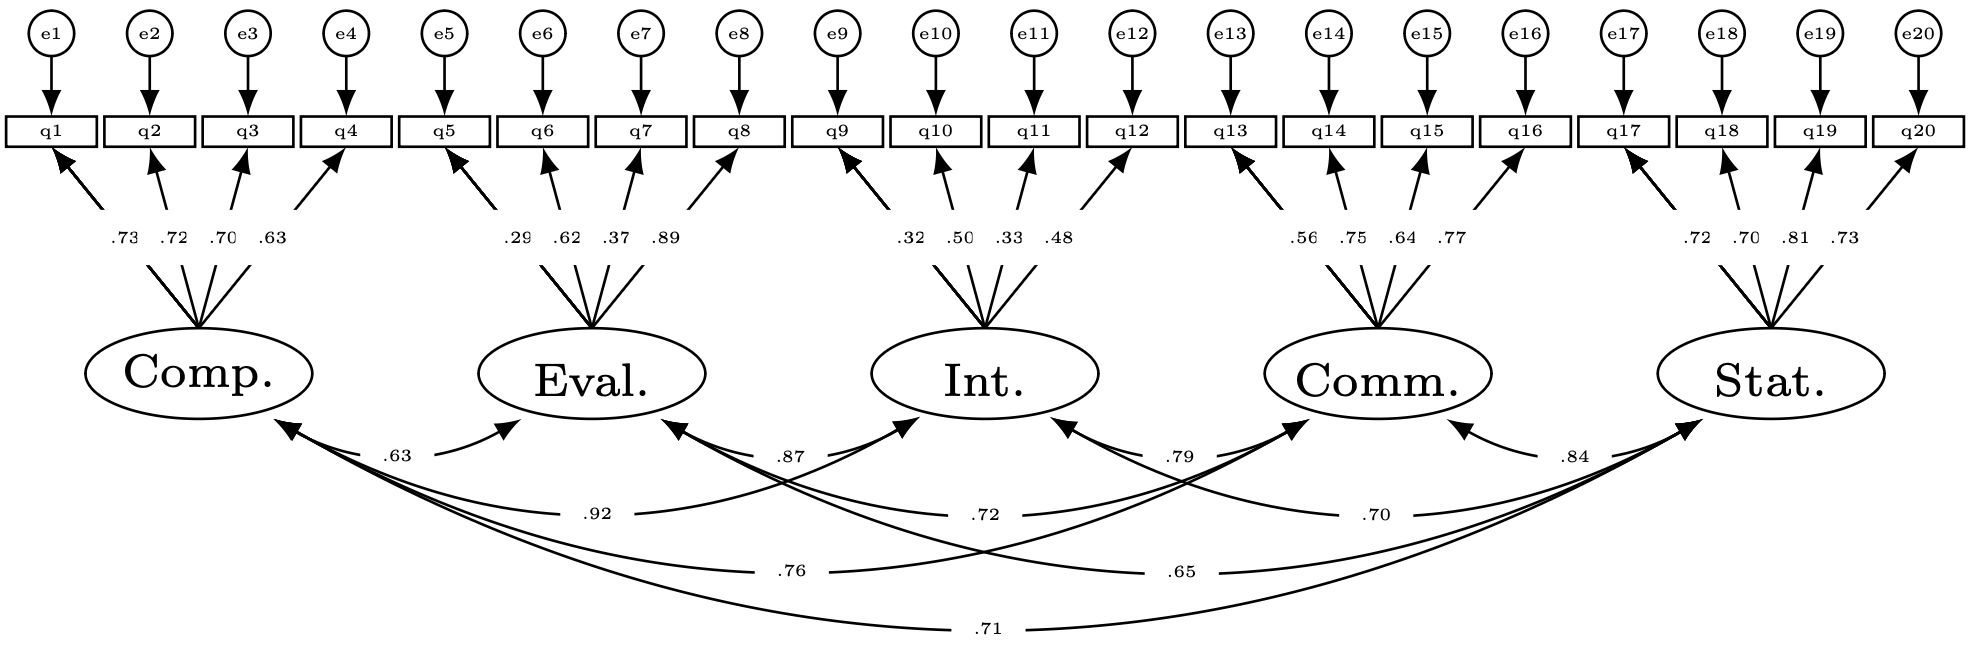 e1 e2 e3 e4 e5 e6 e7 e8 e9 e10 e11 e12 e13 e14 e15 e16 e17 e18 e19 e20
q1 q2 q3 q4 q5 q6 q7 q8 q9 q10 q11 q12 q13 q14 q15 q16 q17 q18 q19 q20
.73 .72 .70 .63 .29 .62 .37 .89 .32 .50 .33 .48 .56 .75 .64 .77 .72 .70 .81 .73
Comp. Eval. Int. Comm. Stat.
.63 .87 .79 .84
.92 .72 .70
.76 .65
.71